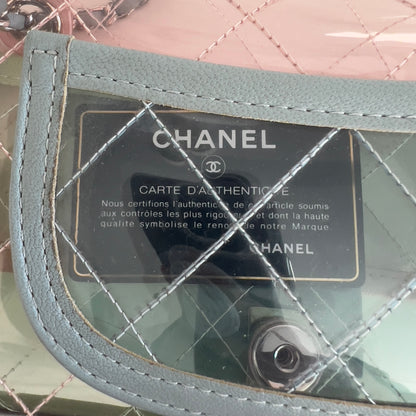 CHANEL
CARTE D'AUTHENTICITE
Nous certifions l'authenticité de cet article soumis
aux contrôles les plus rigoureux et dont la haute
qualité symbolise le renom de notre Marque
CHANEL